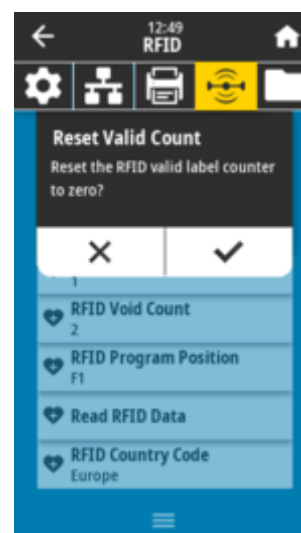 12:49
RFID
Reset Valid Count
Reset the RFID valid label counter
to zero?
1
RFID Void Count
2
RFID Program Position
F1
Read RFID Data
RFID Country Code
Europe